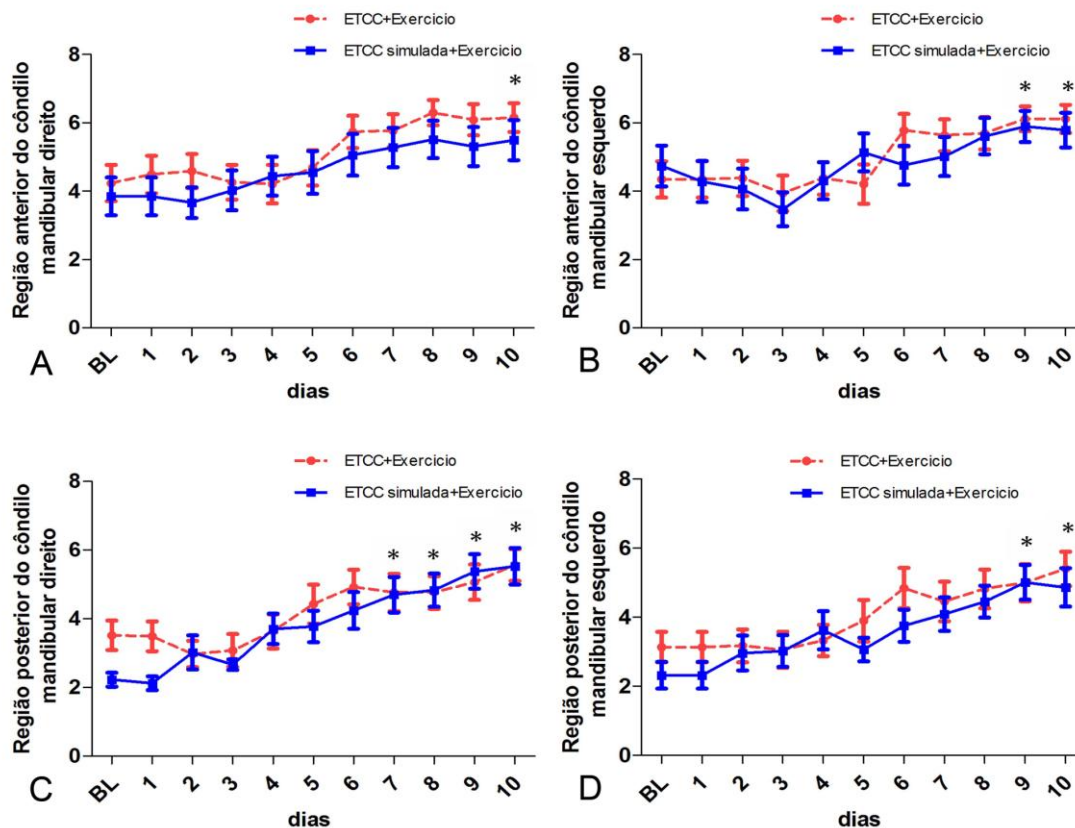 ETCC+Exercicio
ETCC simulada+Exercicio
Região anterior do côndilo
mandibular direito
8
6
4
2
0
*
BL 1 2 3 4 5 6 7 8 9 10
dias
A
ETCC+Exercicio
ETCC simulada+Exercicio
Região anterior do côndilo
mandibular esquerdo
8
6
4
2
0
* *
BL 1 2 3 4 5 6 7 8 9 10
dias
B
ETCC+Exercicio
ETCC simulada+Exercicio
Região posterior do côndilo
mandibular direito
8
6
4
2
0
* * * *
BL 1 2 3 4 5 6 7 8 9 10
dias
C
ETCC+Exercicio
ETCC simulada+Exercicio
Região posterior do côndilo
mandibular esquerdo
8
6
4
2
0
* *
BL 1 2 3 4 5 6 7 8 9 10
dias
D